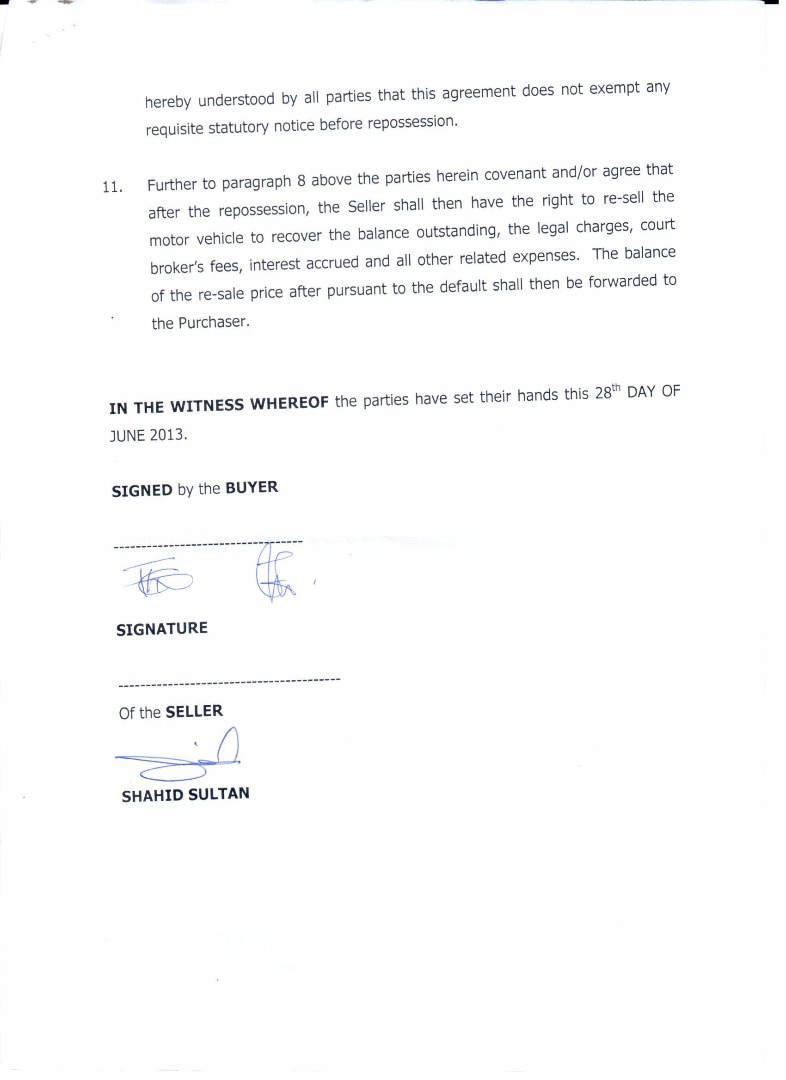 hereby understood by all parties that this agreement does not exempt any
requisite statutory notice before repossession.
11. Further to paragraph 8 above the parties herein covenant and/or agree that
after the repossession, the Seller shall then have the right to re-sell the
motor vehicle to recover the balance outstanding, the legal charges, court
broker's fees, interest accrued and all other related expenses. The balance
of the re-sale price after pursuant to the default shall then be forwarded to
the Purchaser.
IN THE WITNESS WHEREOF the parties have set their hands this 28th DAY OF
JUNE 2013.
SIGNED by the BUYER
-----------------------------------
SIGNATURE
-----------------------------------------
Of the SELLER
SHAHID SULTAN